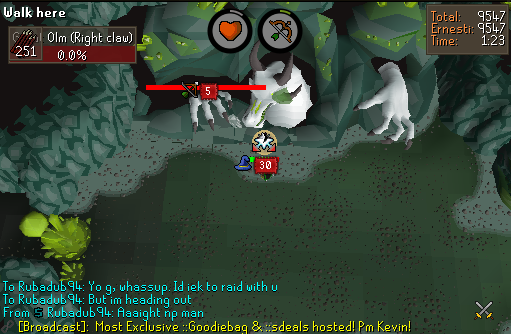 Walk here
Total: 9547
Olm (Right claw)
Ernesti: 9547
251
0.0%
Time: 1:23
5
30
To Rubadub94: Yo g, whassup. Id iek to raid with u
To Rubadub94: But im heading out
From S Rubadub94: Aaaight np man
[Broadcast]: Most Exclusive ::Goodiebag & ::sdeals hosted! Pm Kevin!